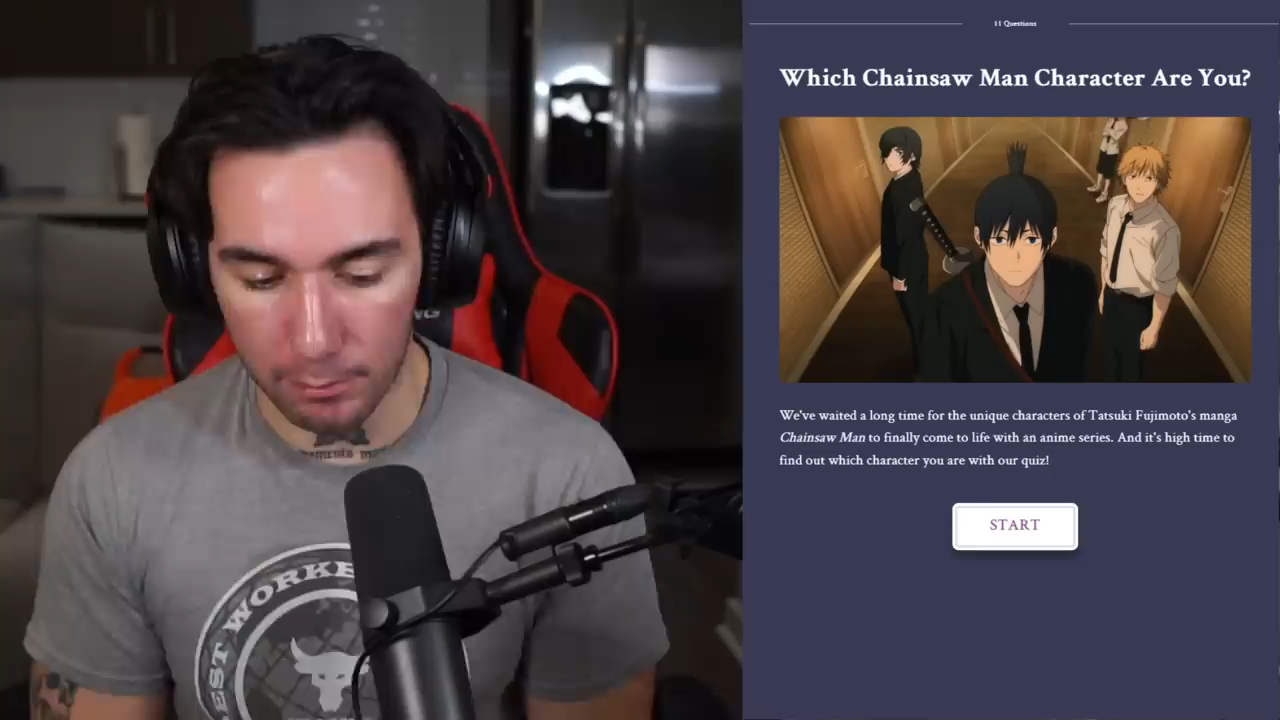 11 Questions
Which Chainsaw Man Character Are You?
We've waited a long time for the unique characters of Tatsuki Fujimoto's manga
Chainsaw Man to finally come to life with an anime series. And it's high time to
find out which character you are with our quiz!
START
EST WORKE